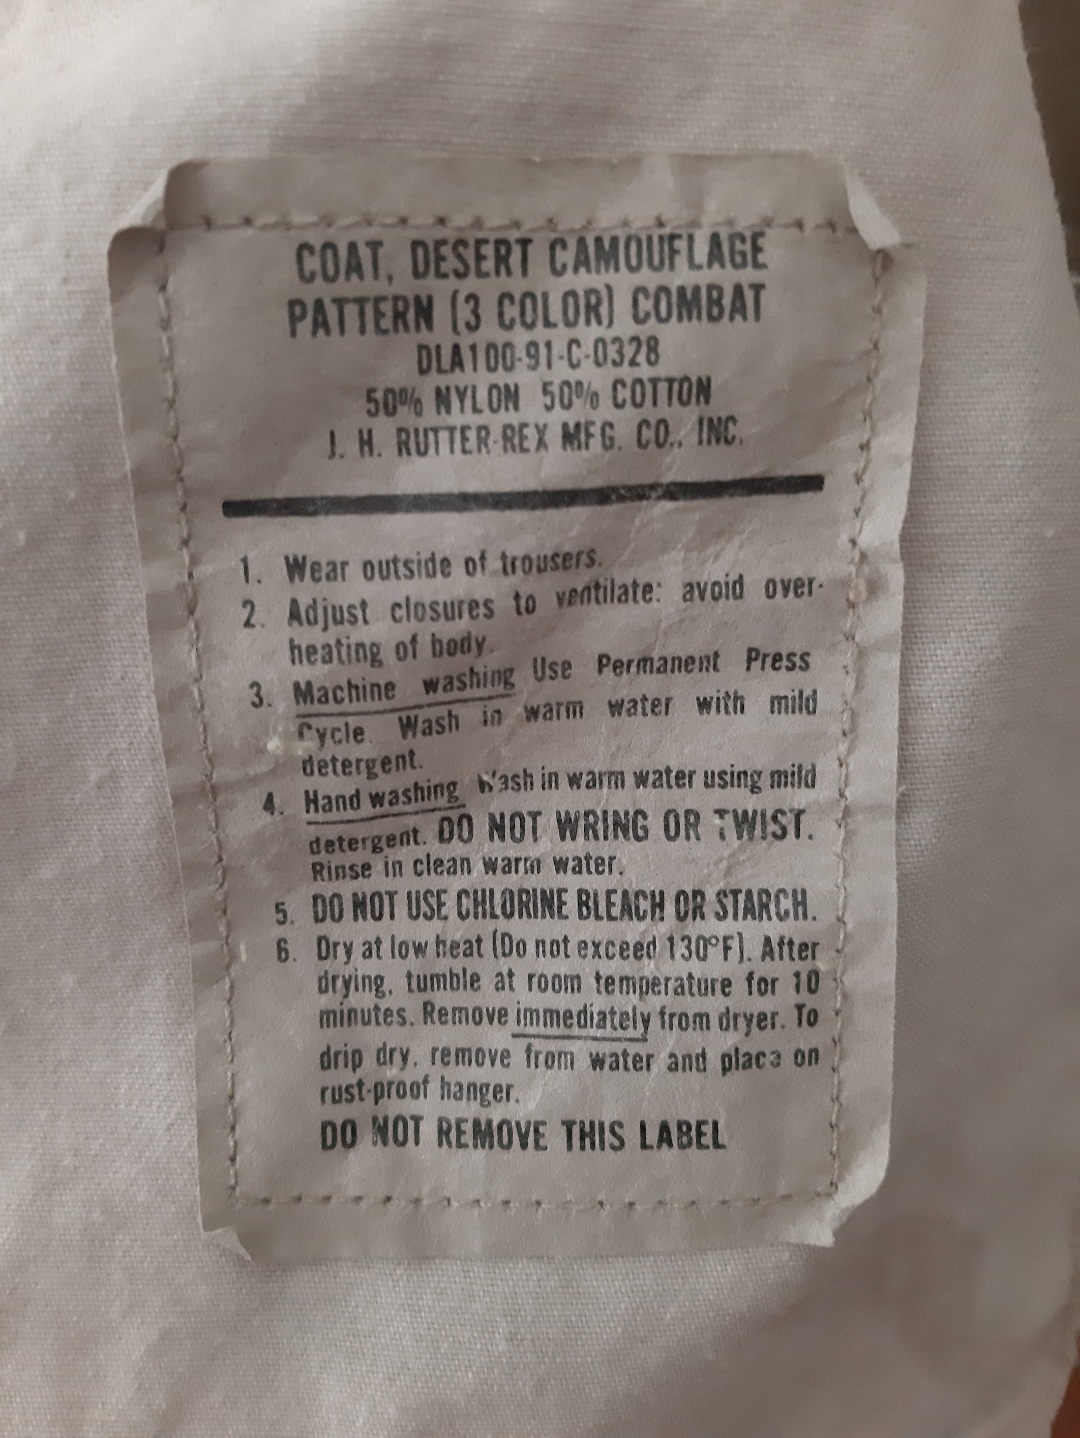 COAT, DESERT CAMOUFLAGE
PATTERN (3 COLOR) COMBAT
DLA100-91-C-0328
50% NYLON 50% COTTON
J. H. RUTTER-REX MFG. CO., INC.
1. Wear outside of trousers.
2. Adjust closures to ventilate: avoid over-
heating of body.
3. Machine washing Use Permanent Press
Cycle. Wash in warm water with mild
detergent.
4. Hand washing Wash in warm water using mild
detergent. DO NOT WRING OR TWIST.
Rinse in clean warm water.
5. DO NOT USE CHLORINE BLEACH OR STARCH.
6. Dry at low heat (Do not exceed 130°F). After
drying, tumble at room temperature for 10
minutes. Remove immediately from dryer. To
drip dry, remove from water and place on
rust-proof hanger.
DO NOT REMOVE THIS LABEL